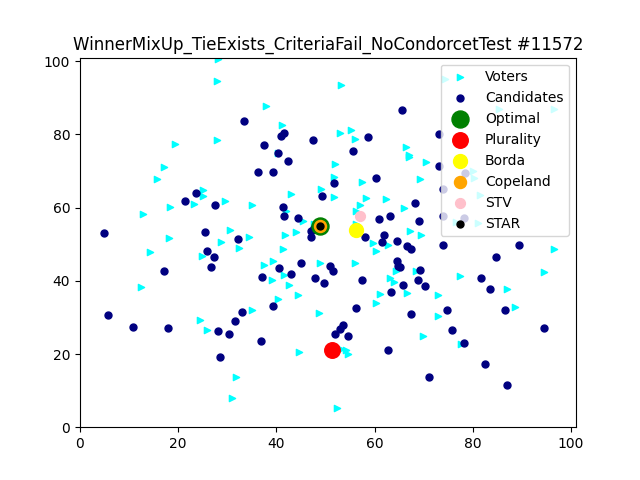 WinnerMixUp_TieExists_CriteriaFail_NoCondorcetTest #11572
100
80
60
40
20
0
0 20 40 60 80 100
Voters
Candidates
Optimal
Plurality
Borda
Copeland
STV
STAR